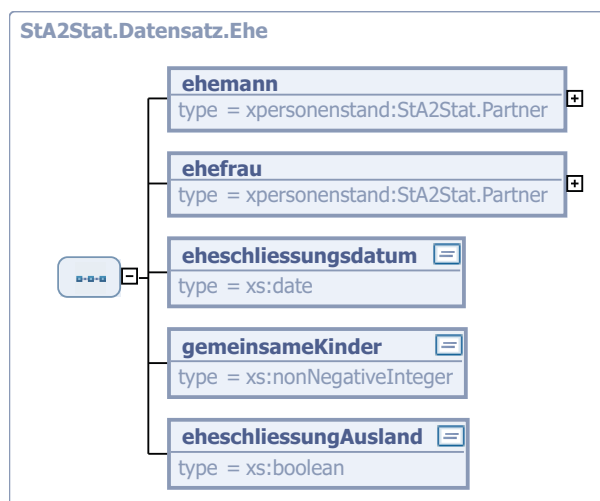 StA2Stat.Datensatz.Ehe
ehemann
type = xpersonenstand:StA2Stat.Partner
ehefrau
type = xpersonenstand:StA2Stat.Partner
eheschliessungsdatum
type = xs:date
gemeinsameKinder
type = xs:nonNegativeInteger
eheschliessungAusland
type = xs:boolean